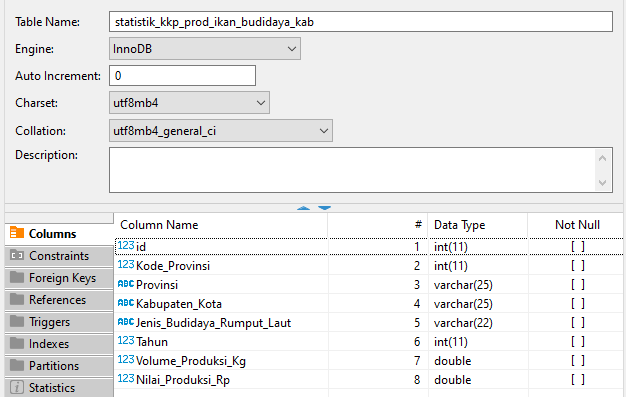 Table Name: statistik_kkp_prod_ikan_budidaya_kab
Engine: InnoDB
Auto Increment: 0
Charset: utf8mb4
Collation: utf8mb4_general_ci
Description:
Columns
Constraints
Foreign Keys
References
Triggers
Indexes
Partitions
Statistics
Column Name # Data Type Not Null
123 id 1 int(11) [ ]
123 Kode_Provinsi 2 int(11) [ ]
ABC Provinsi 3 varchar(25) [ ]
ABC Kabupaten_Kota 4 varchar(25) [ ]
ABC Jenis_Budidaya_Rumput_Laut 5 varchar(22) [ ]
123 Tahun 6 int(11) [ ]
123 Volume_Produksi_Kg 7 double [ ]
123 Nilai_Produksi_Rp 8 double [ ]